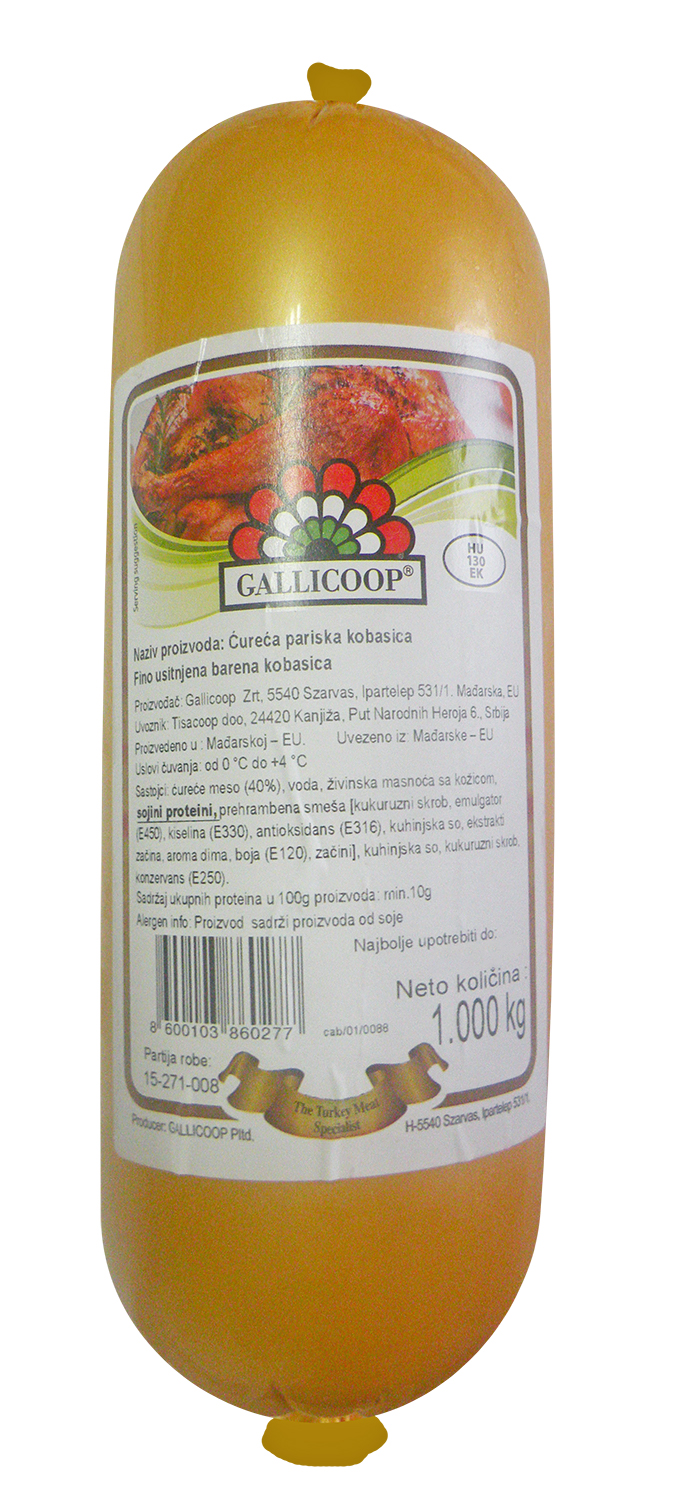 Serving suggestion
GALLICOOP®
HU
130
EK
Naziv proizvoda: Ćureća pariska kobasica
Fino usitnjena barena kobasica
Proizvođač: Gallicoop Zrt, 5540 Szarvas, Ipartelep 531/1. Mađarska, EU
Uvoznik: Tisacoop doo, 24420 Kanjiža, Put Narodnih Heroja 6., Srbija
Proizvedeno u : Mađarskoj – EU. Uvezeno iz: Mađarske – EU
Uslovi čuvanja: od 0 °C do +4 °C
Sastojci: ćureće meso (40%), voda, živinska masnoća sa kožicom,
sojini proteini, prehrambena smeša [kukuruzni skrob, emulgator
(E450), kiselina (E330), antioksidans (E316), kuhinjska so, ekstrakti
začina, aroma dima, boja (E120), začini], kuhinjska so, kukuruzni skrob,
konzervans (E250).
Sadržaj ukupnih proteina u 100g proizvoda: min.10g
Alergen info: Proizvod sadrži proizvoda od soje
Najbolje upotrebiti do:
Neto količina :
1.000 kg
8 600103 860277
cab/01/0088
Partija robe:
15-271-008
The Turkey Meat
Specialist
Producer: GALLICOOP Pltd.
H-5540 Szarvas, Ipartelep 531/1.